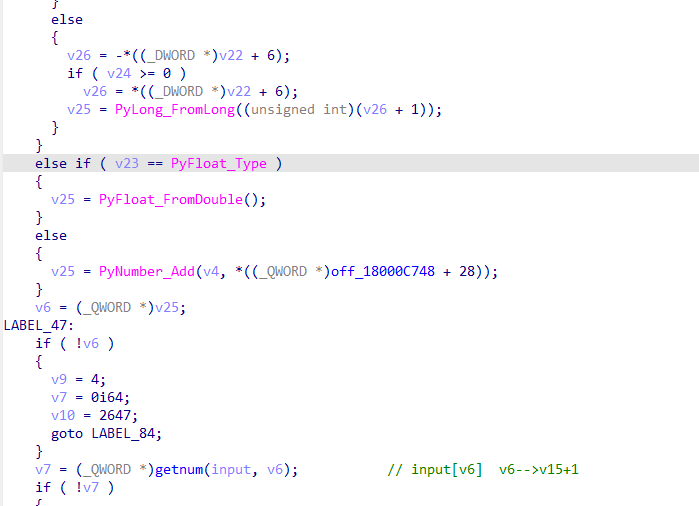 }
else
{
v26 = -*((_DWORD *)v22 + 6);
if ( v24 >= 0 )
v26 = *((_DWORD *)v22 + 6);
v25 = PyLong_FromLong((unsigned int)(v26 + 1));
}
}
else if ( v23 == PyFloat_Type )
{
v25 = PyFloat_FromDouble();
}
else
{
v25 = PyNumber_Add(v4, *((_QWORD *)off_18000C748 + 28));
}
v6 = (_QWORD *)v25;
LABEL_47:
if ( !v6 )
{
v9 = 4;
v7 = 0i64;
v10 = 2647;
goto LABEL_84;
}
v7 = (_QWORD *)getnum(input, v6); // input[v6] v6-->v15+1
if ( !v7 )
{